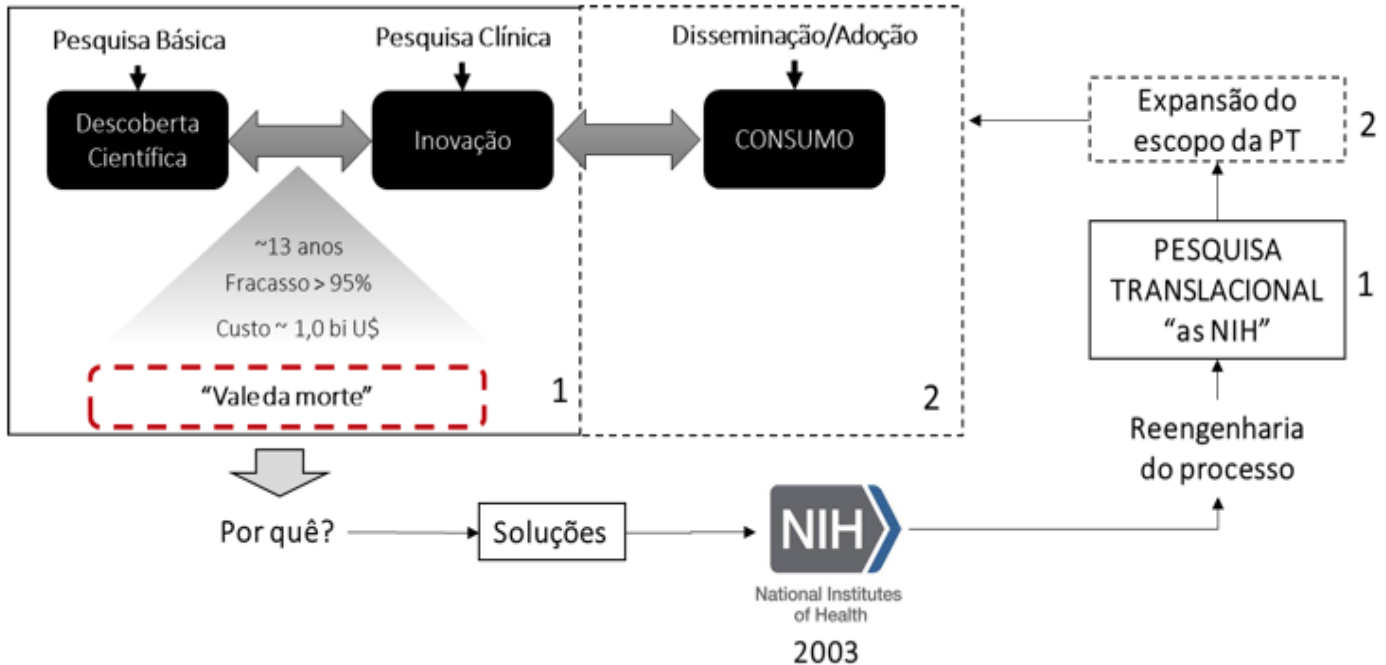 Pesquisa Básica
Pesquisa Clínica
Disseminação/Adoção
Descoberta
Científica
Inovação
CONSUMO
~13 anos
Fracasso > 95%
Custo ~ 1,0 bi U$
“Vale da morte”
1
2
Expansão do
escopo da PT
2
PESQUISA
TRANSLACIONAL
“as NIH”
1
Reengenharia
do processo
Por quê?
Soluções
NIH
National Institutes
of Health
2003